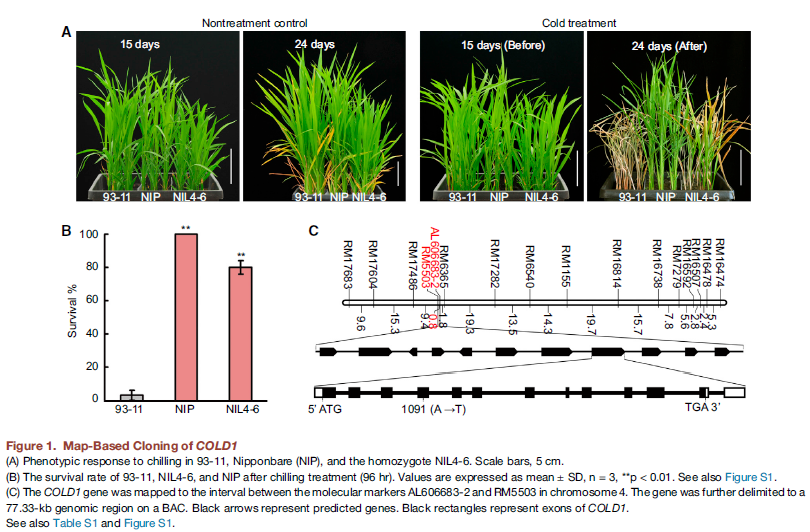 Nontreatment control
Cold treatment
A
15 days
24 days
15 days (Before)
24 days (After)
93-11 NIP NIL4-6
93-11 NIP NIL4-6
93-11 NIP NIL4-6
93-11 NIP NIL4-6
B
Survival %
100
80
60
40
20
0
**
**
93-11 NIP NIL4-6
C
RM17683
RM17604
RM17486
RM5503
AL606683-2
RM6365
RM17282
RM6540
RM1155
RM16814
RM16738
RM7279
RM16592
RM16507
RM16478
RM16474
9.6
15.3
9.4
0.8
1.8
19.3
13.5
14.3
19.7
15.7
7.8
5.6
2.8
2.4
5.3
5' ATG
1091 (A →T)
TGA 3'
Figure 1. Map-Based Cloning of COLD1
(A) Phenotypic response to chilling in 93-11, Nipponbare (NIP), and the homozygote NIL4-6. Scale bars, 5 cm.
(B) The survival rate of 93-11, NIL4-6, and NIP after chilling treatment (96 hr). Values are expressed as mean ± SD, n = 3, **p < 0.01. See also Figure S1.
(C) The COLD1 gene was mapped to the interval between the molecular markers AL606683-2 and RM5503 in chromosome 4. The gene was further delimited to a
77.33-kb genomic region on a BAC. Black arrows represent predicted genes. Black rectangles represent exons of COLD1.
See also Table S1 and Figure S1.